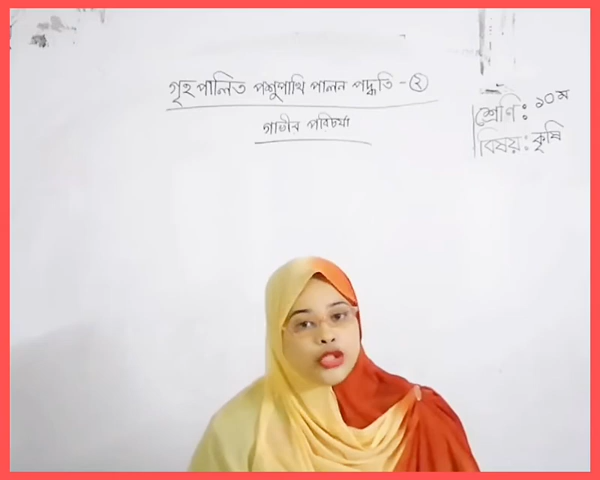 গৃহপালিত পশুপাখি পালন পদ্ধতি - ২
গাভীর পরিচর্যা
শ্রেণি : ১০ম
বিষয় : কৃষি